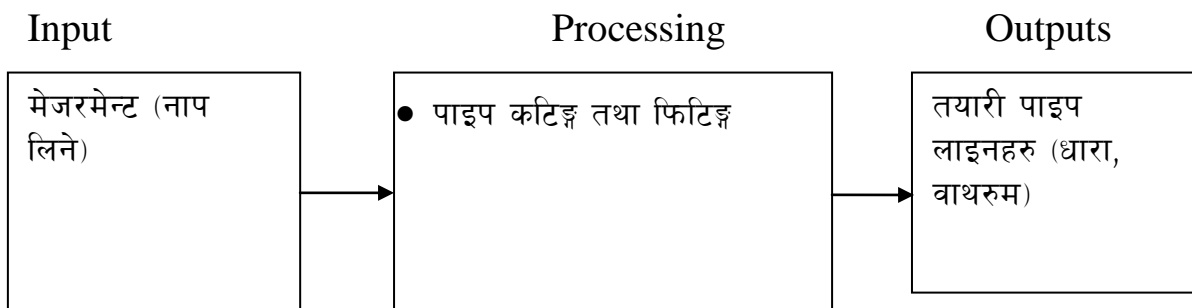 Input
Processing
Outputs
मेजरमेन्ट (नाप
लिने)
● पाइप कटिङ्ग तथा फिटिङ्ग
तयारी पाइप
लाइनहरु (धारा,
वाथरुम)